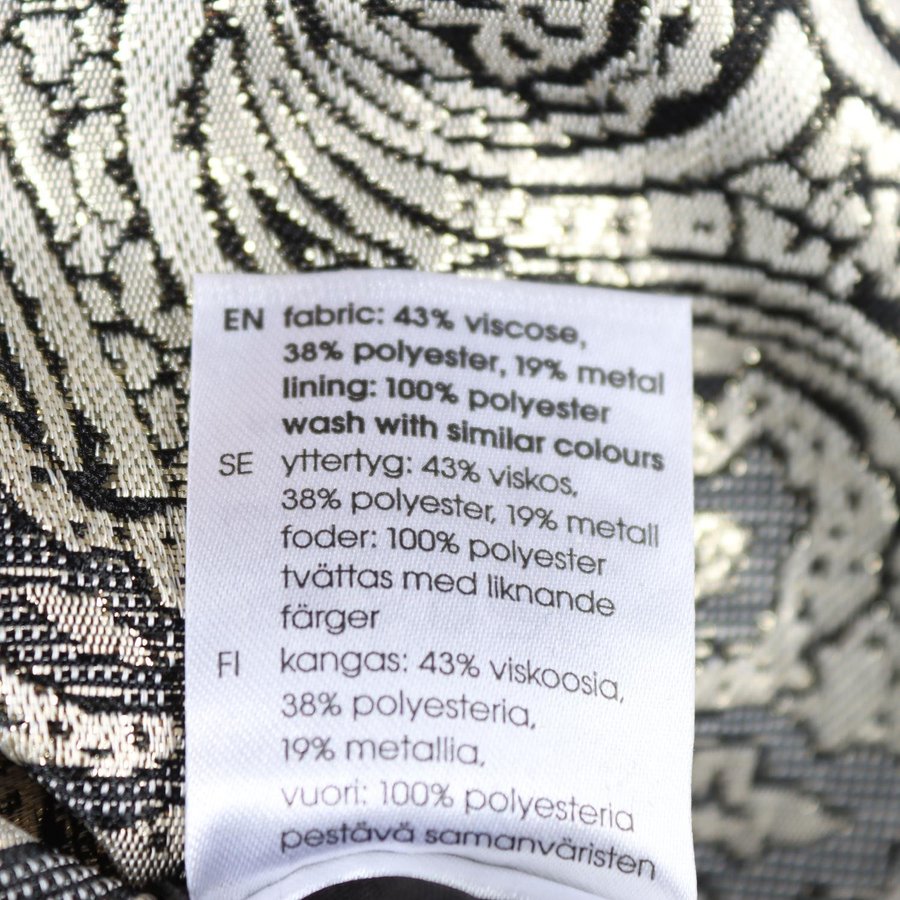 EN fabric: 43% viscose,
38% polyester, 19% metal
lining: 100% polyester
wash with similar colours
SE yttertyg: 43% viskos,
38% polyester, 19% metall
foder: 100% polyester
tvättas med liknande
färger
FI kangas: 43% viskoosia,
38% polyesteria,
19% metallia,
vuori: 100% polyesteria
pestävä samanväristen